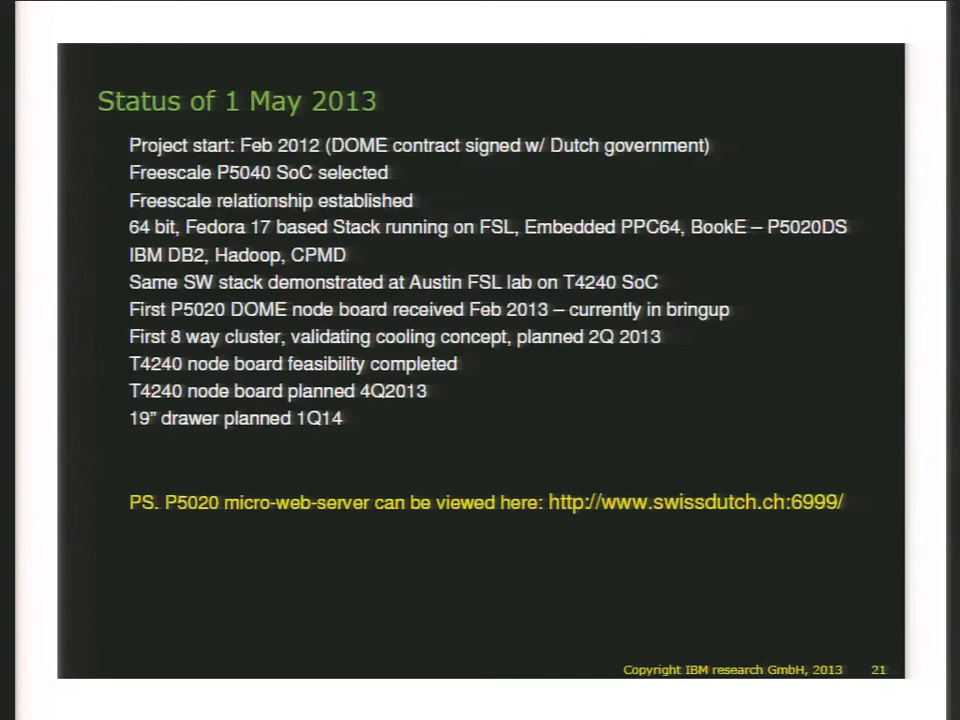 Status of 1 May 2013
Project start: Feb 2012 (DOME contract signed w/ Dutch government)
Freescale P5040 SoC selected
Freescale relationship established
64 bit, Fedora 17 based Stack running on FSL, Embedded PPC64, BookE – P5020DS
IBM DB2, Hadoop, CPMD
Same SW stack demonstrated at Austin FSL lab on T4240 SoC
First P5020 DOME node board received Feb 2013 – currently in bringup
First 8 way cluster, validating cooling concept, planned 2Q 2013
T4240 node board feasibility completed
T4240 node board planned 4Q2013
19” drawer planned 1Q14
PS. P5020 micro-web-server can be viewed here: http://www.swissdutch.ch:6999/
Copyright IBM research GmbH, 2013 21